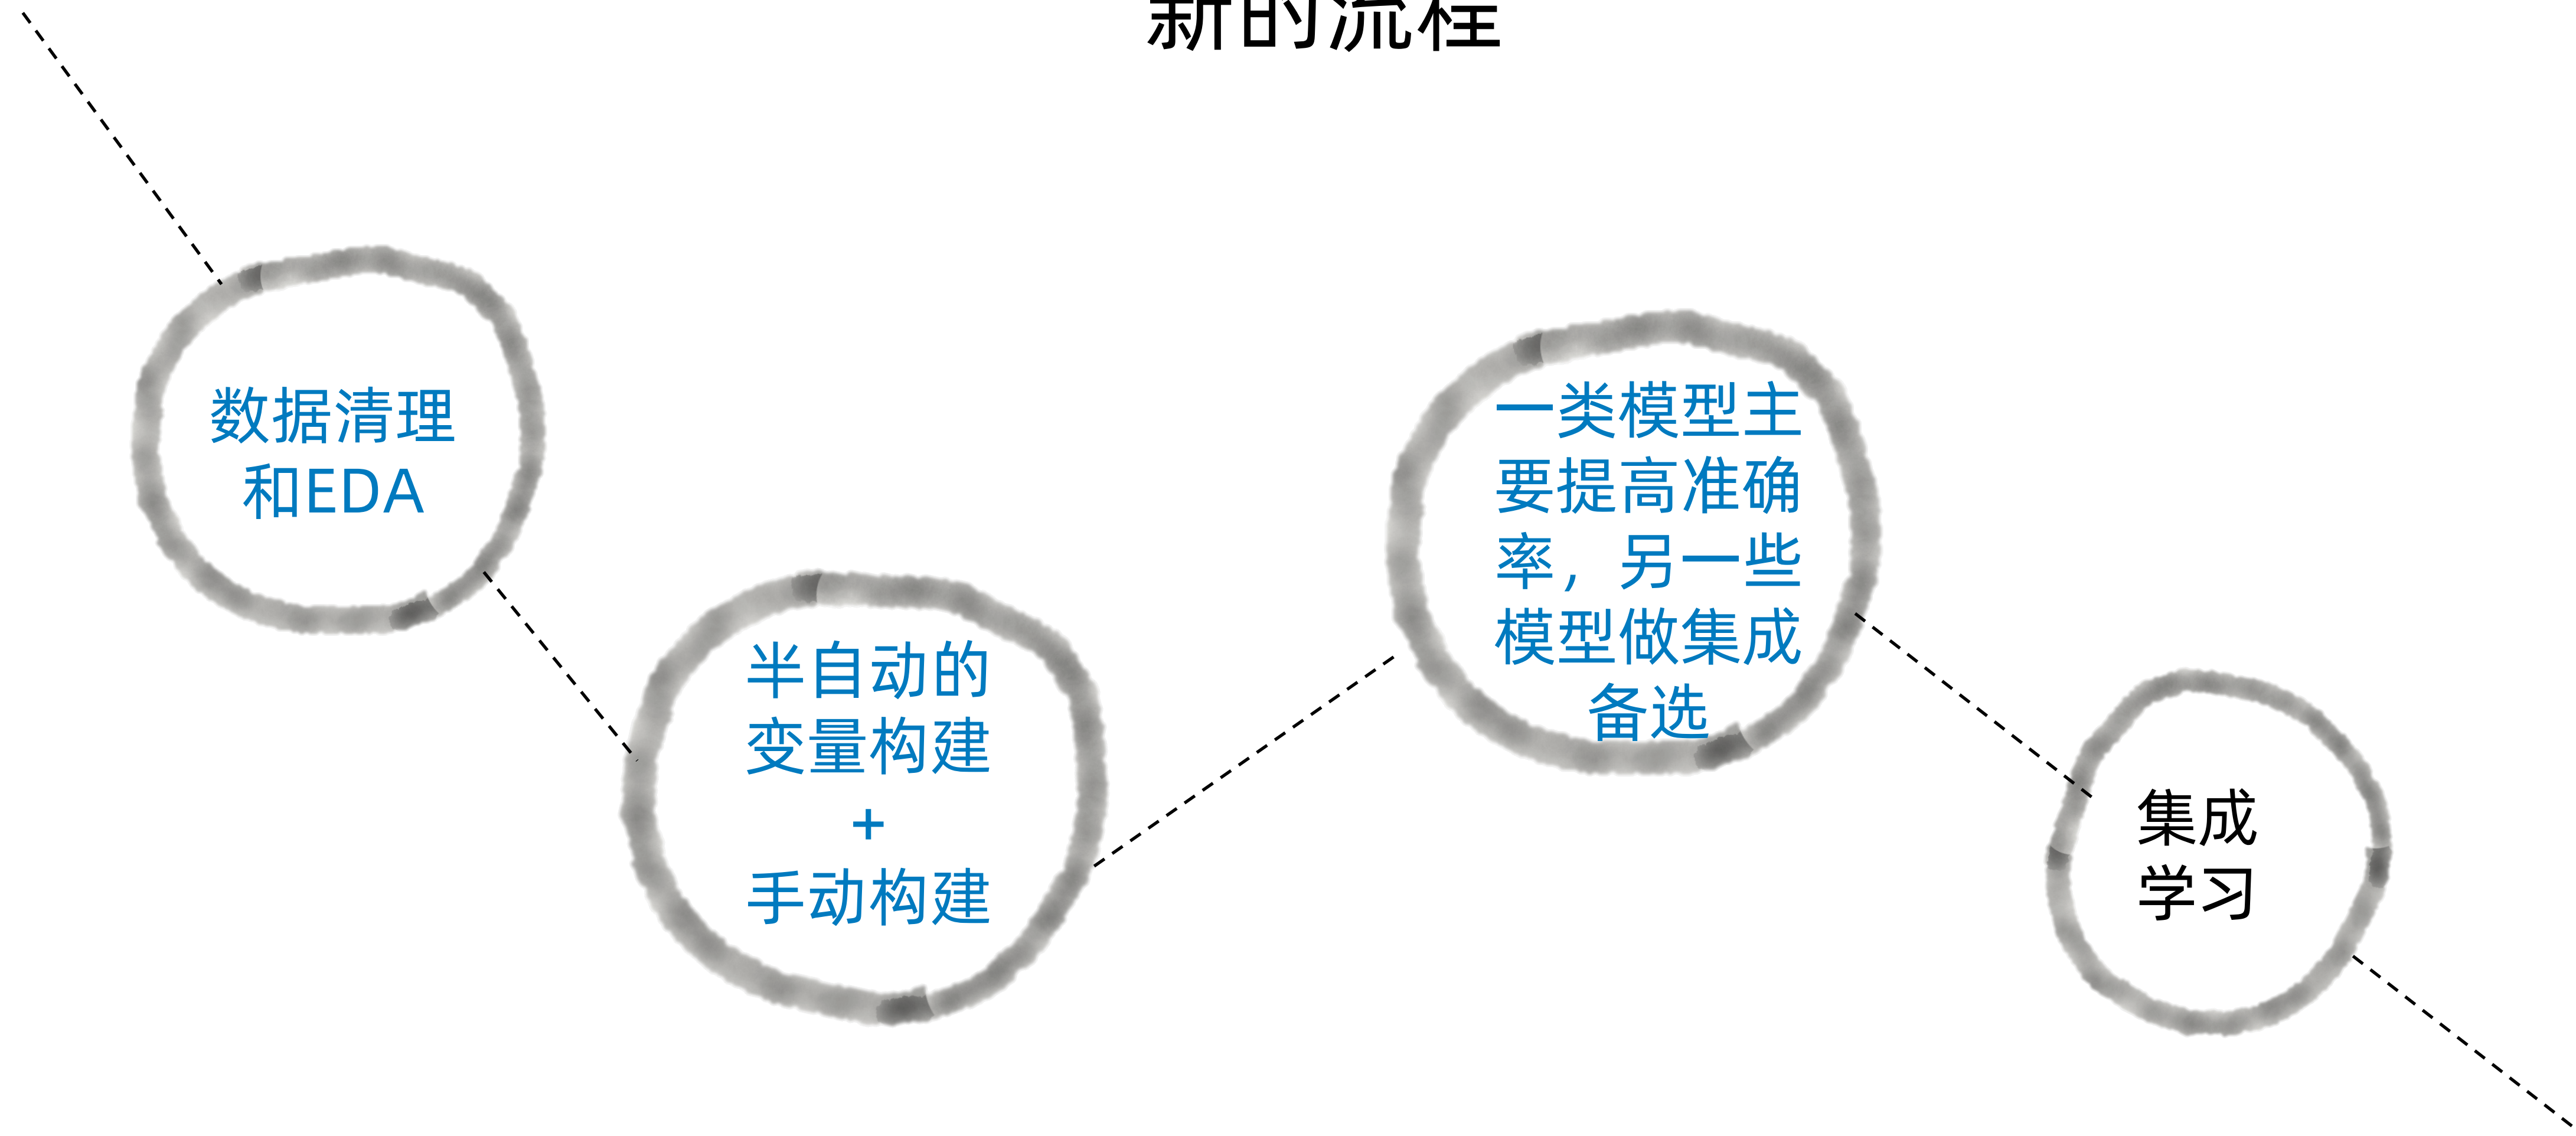 新的流程
数据清理
和EDA
半自动的
变量构建
+
手动构建
一类模型主
要提高准确
率，另一些
模型做集成
备选
集成
学习